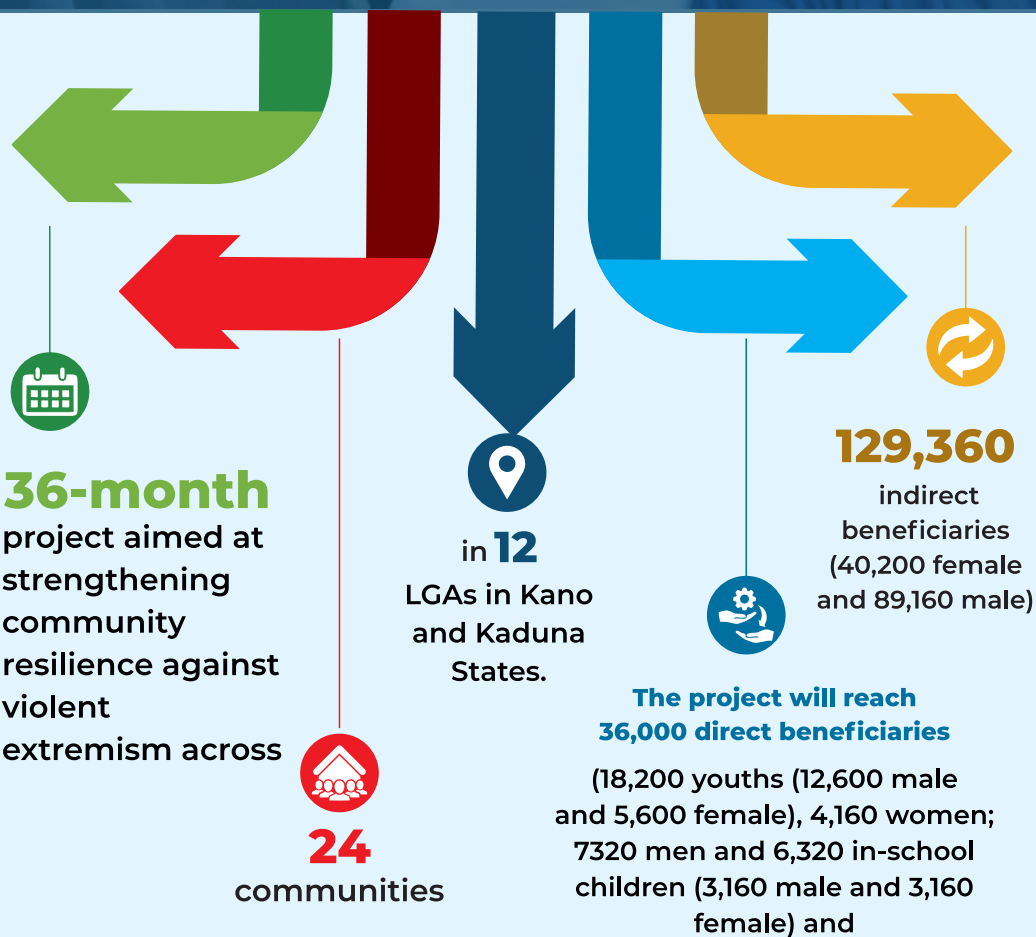 36-month
project aimed at
strengthening
community
resilience against
violent
extremism across
24
communities
in 12
LGAs in Kano
and Kaduna
States.
The project will reach
36,000 direct beneficiaries
(18,200 youths (12,600 male
and 5,600 female), 4,160 women;
7320 men and 6,320 in-school
children (3,160 male and 3,160
female) and
129,360
indirect
beneficiaries
(40,200 female
and 89,160 male)